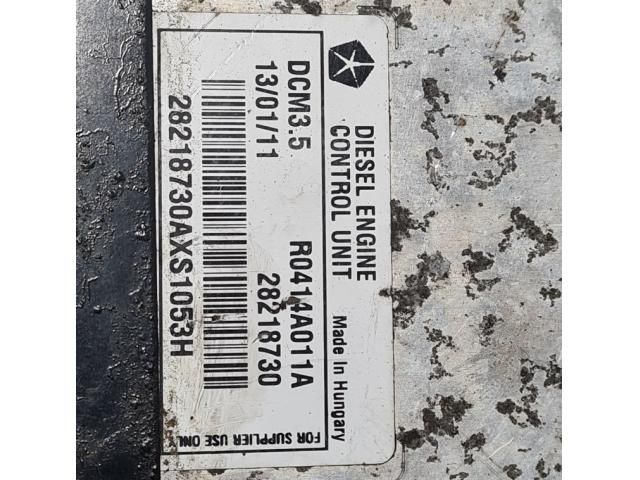 DIESEL ENGINE
CONTROL UNIT
Made In Hungary
DCM3.5 R0414A011A
13/01/11 28218730
28218730AXS1053H
FOR SUPPLIER USE ONLY